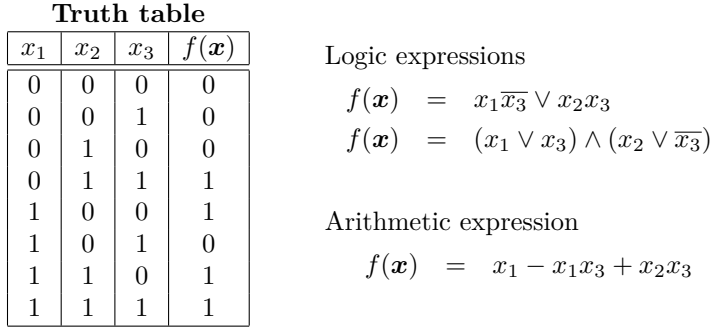 Truth table
x₁ x₂ x₃ f(𝒙)
0 0 0 0
0 0 1 0
0 1 0 0
0 1 1 1
1 0 0 1
1 0 1 0
1 1 0 1
1 1 1 1
Logic expressions
f(𝒙) = x₁x̅₃ ∨ x₂x₃
f(𝒙) = (x₁ ∨ x₃) ∧ (x₂ ∨ x̅₃)
Arithmetic expression
f(𝒙) = x₁ − x₁x₃ + x₂x₃